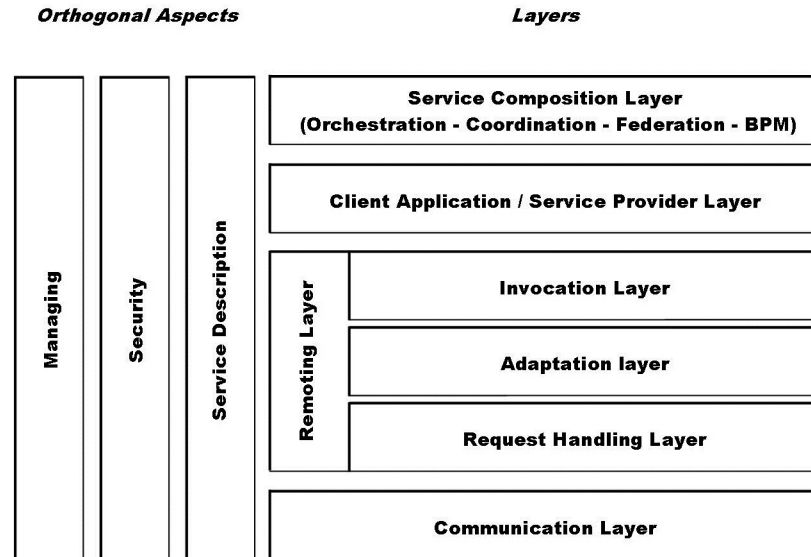 Orthogonal Aspects
Layers
Managing
Security
Service Description
Service Composition Layer
(Orchestration - Coordination - Federation - BPM)
Client Application / Service Provider Layer
Remoting Layer
Invocation Layer
Adaptation layer
Request Handling Layer
Communication Layer